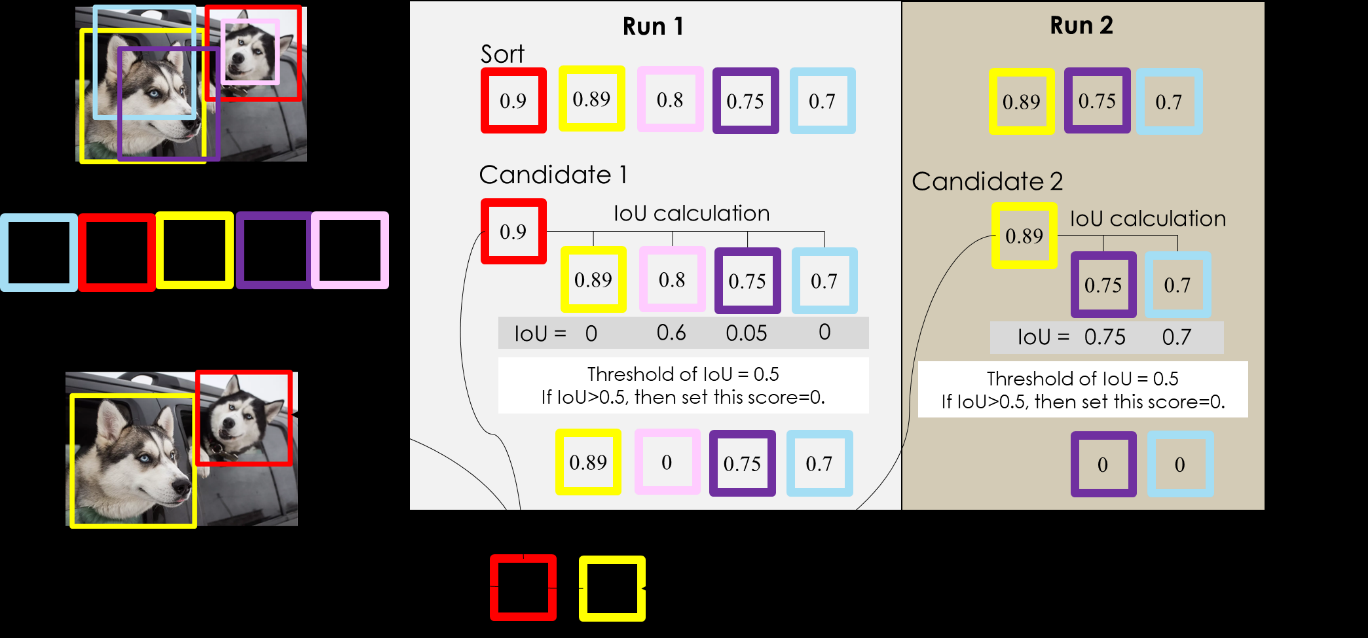 Run 1
Sort
0.9 0.89 0.8 0.75 0.7
Candidate 1
0.9
IoU calculation
0.89 0.8 0.75 0.7
IoU = 0 0.6 0.05 0
Threshold of IoU = 0.5
If IoU>0.5, then set this score=0.
0.89 0 0.75 0.7
Run 2
0.89 0.75 0.7
Candidate 2
0.89
IoU calculation
0.75 0.7
IoU = 0.75 0.7
Threshold of IoU = 0.5
If IoU>0.5, then set this score=0.
0 0